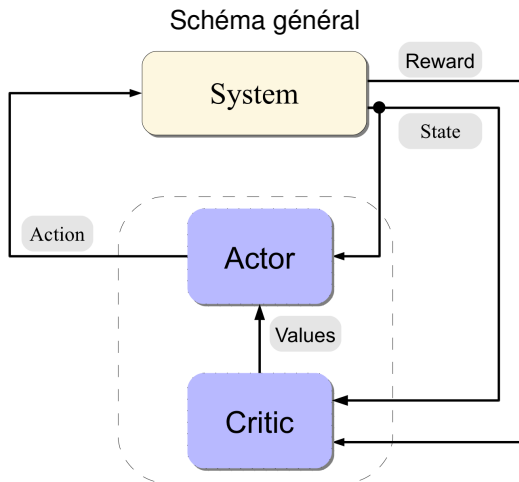 Schéma général
Reward
System
State
Action
Actor
Values
Critic